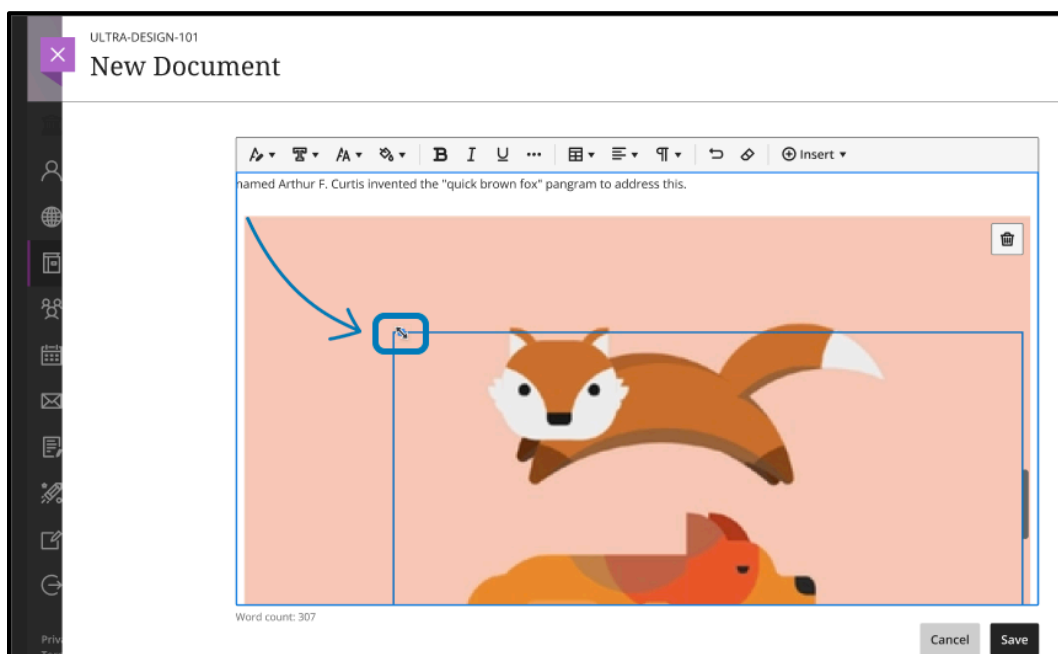 ULTRA-DESIGN-101
New Document
B I U ...
Insert
named Arthur F. Curtis invented the "quick brown fox" pangram to address this.
Word count: 307
Cancel Save